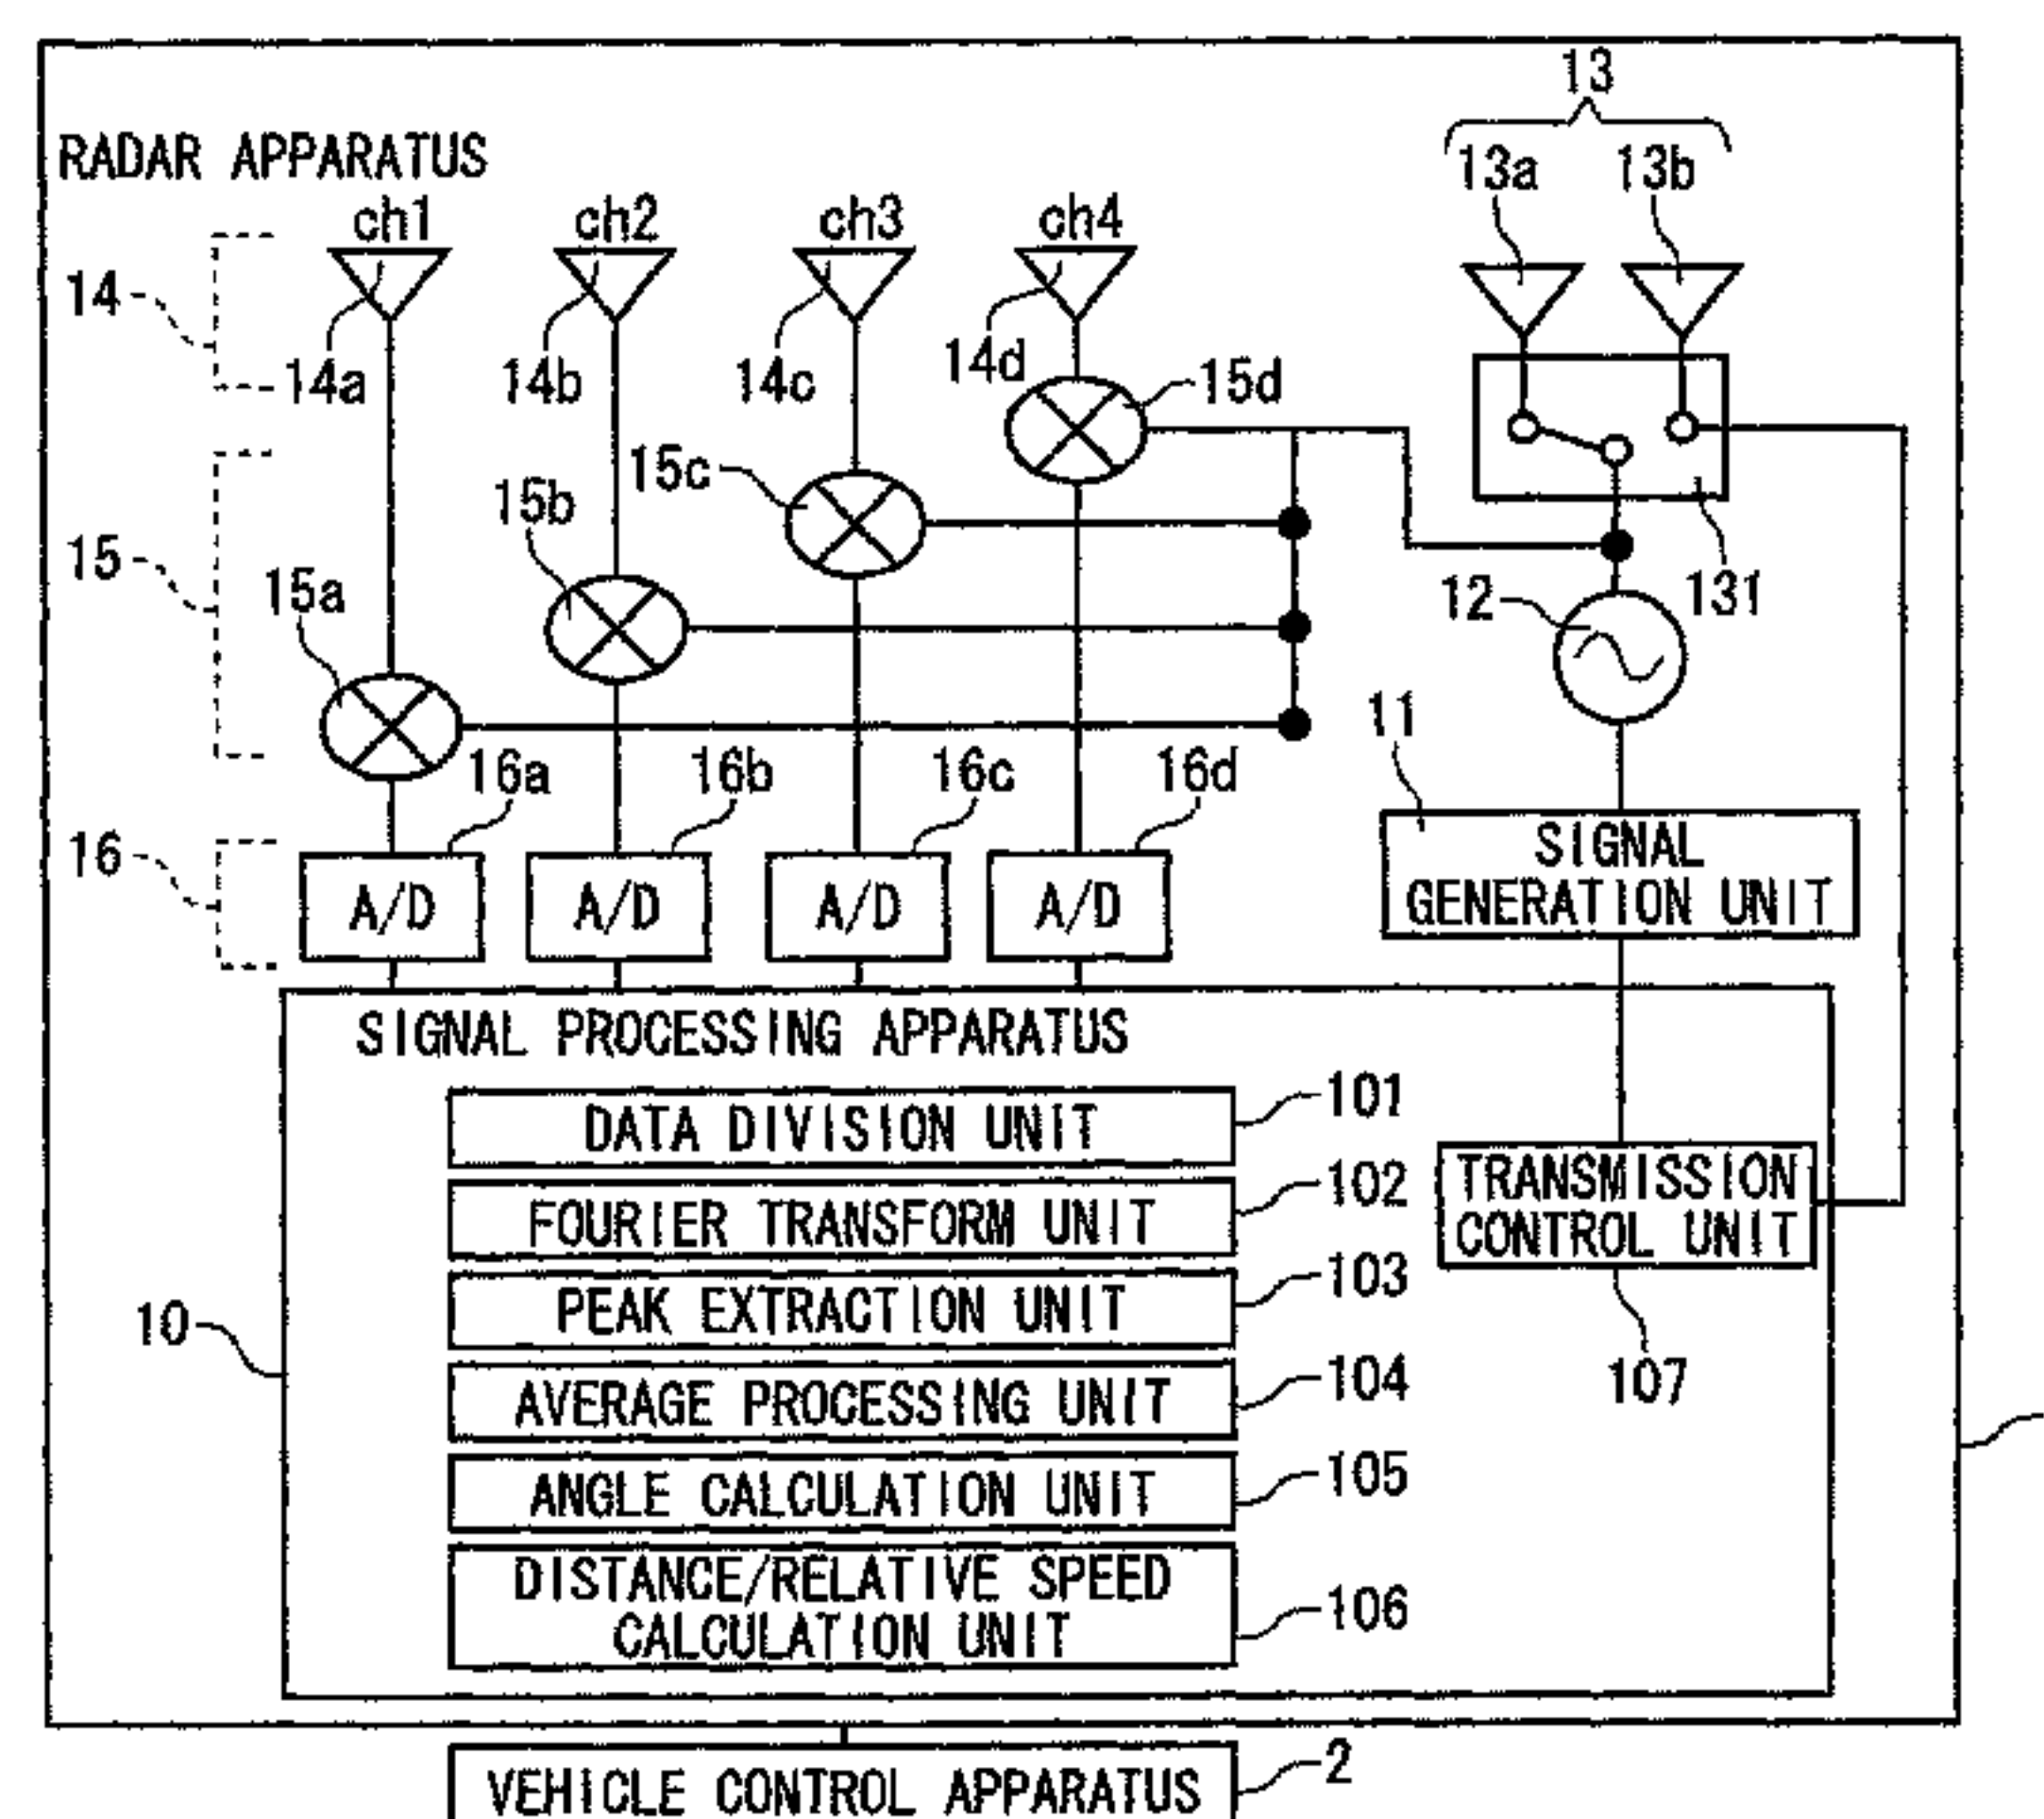 RADAR APPARATUS
13
13a 13b
ch1 ch2 ch3 ch4
14
14a 14b 14c 14d
15
15a 15b 15c 15d
131
12
11
16
16a 16b 16c 16d
A/D A/D A/D A/D
SIGNAL
GENERATION UNIT
SIGNAL PROCESSING APPARATUS
DATA DIVISION UNIT 101
FOURIER TRANSFORM UNIT 102
PEAK EXTRACTION UNIT 103
AVERAGE PROCESSING UNIT 104
ANGLE CALCULATION UNIT 105
DISTANCE/RELATIVE SPEED
CALCULATION UNIT 106
TRANSMISSION
CONTROL UNIT
107
10
VEHICLE CONTROL APPARATUS 2